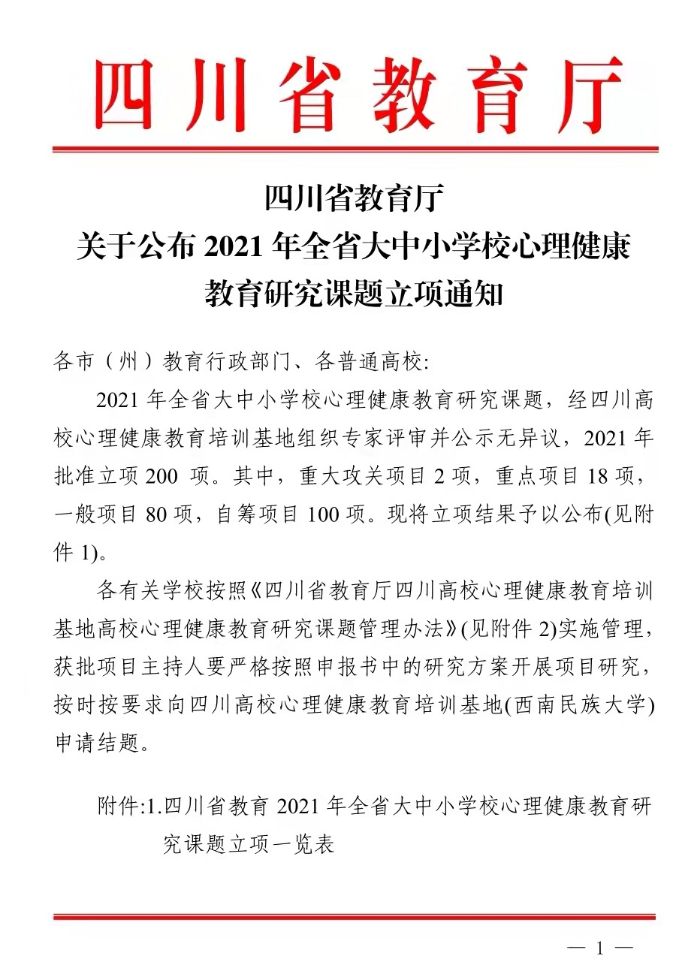 四川省教育厅
四川省教育厅
关于公布 2021 年全省大中小学校心理健康
教育研究课题立项通知
各市（州）教育行政部门、各普通高校:
2021 年全省大中小学校心理健康教育研究课题，经四川高
校心理健康教育培训基地组织专家评审并公示无异议，2021 年
批准立项 200 项。其中，重大攻关项目 2 项，重点项目 18 项，
一般项目 80 项，自筹项目 100 项。现将立项结果予以公布(见附
件 1)。
各有关学校按照《四川省教育厅四川高校心理健康教育培训
基地高校心理健康教育研究课题管理办法》(见附件 2)实施管理，
获批项目主持人要严格按照申报书中的研究方案开展项目研究，
按时按要求向四川高校心理健康教育培训基地(西南民族大学)
申请结题。
附件:1.四川省教育 2021 年全省大中小学校心理健康教育研
究课题立项一览表
— 1 —